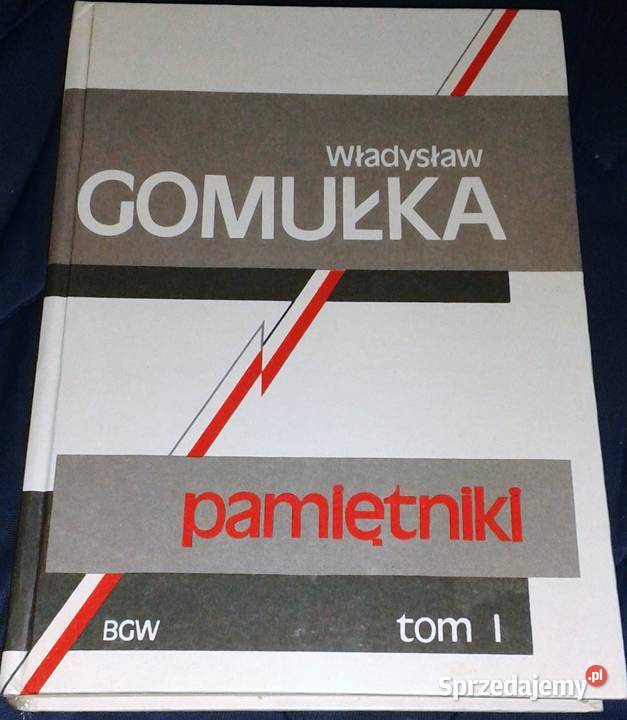 Władysław
GOMUŁKA
pamiętniki
BGW
tom I
Sprzedajemy.pl